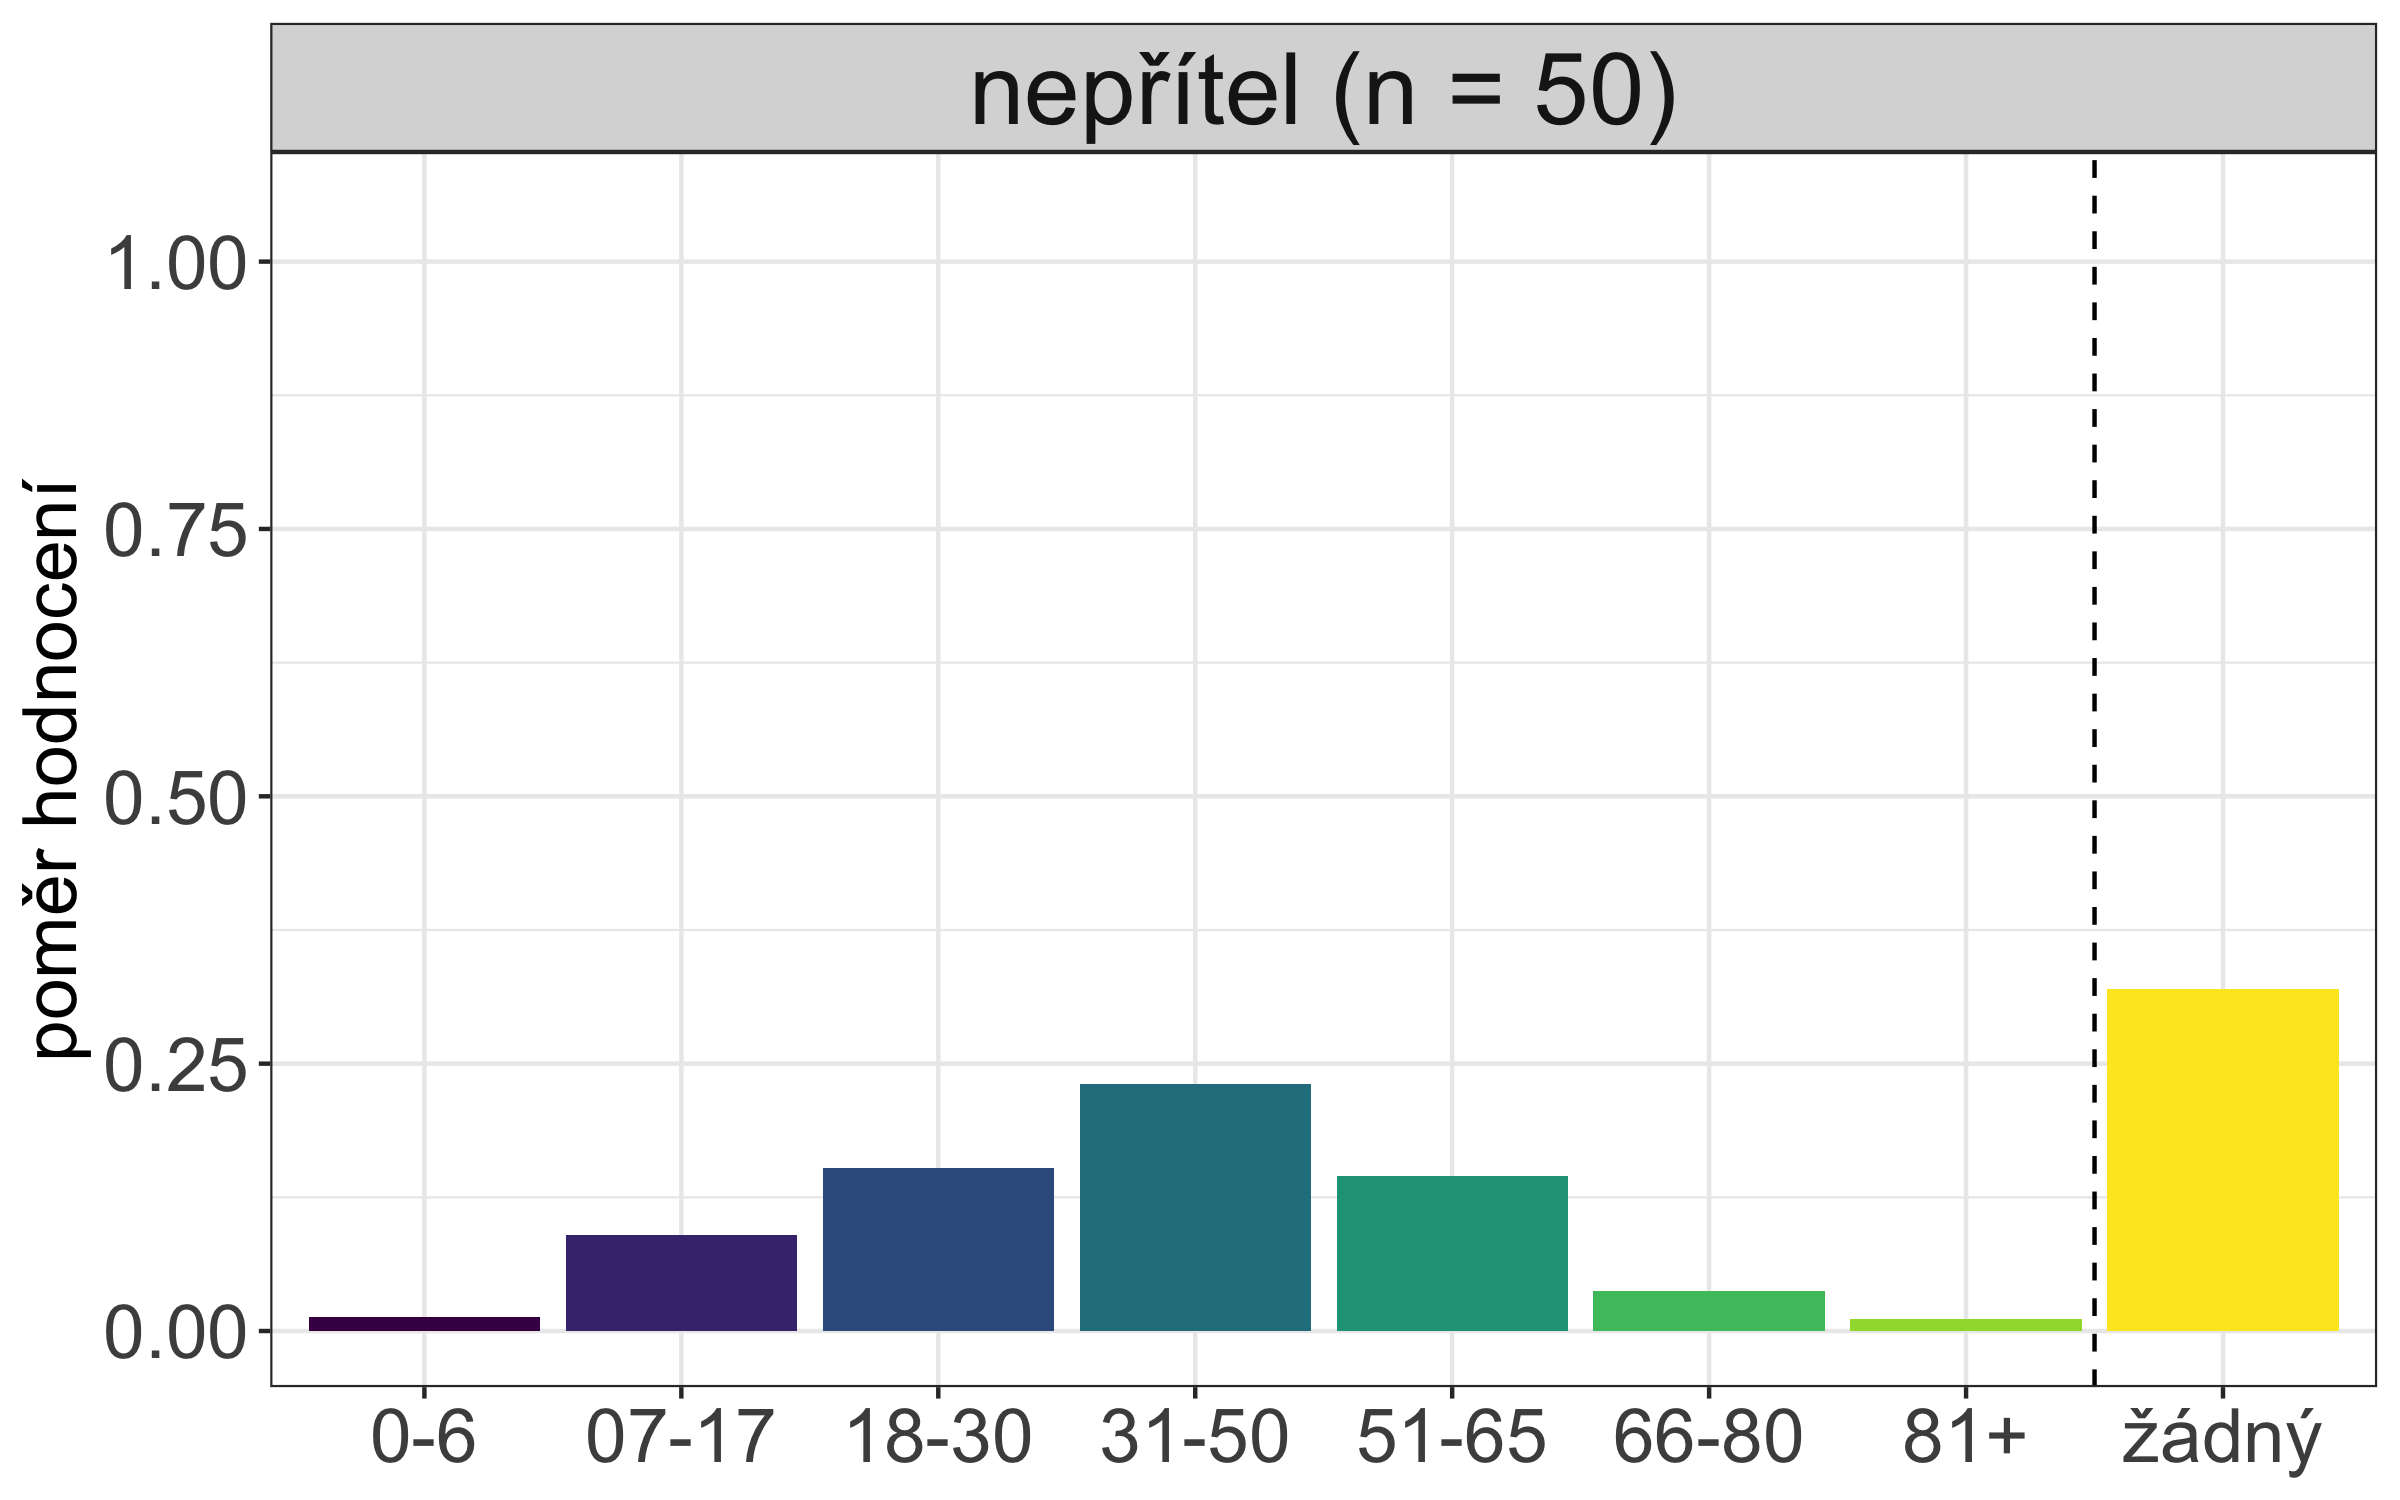 nepřítel (n = 50)
poměr hodnocení
1.00
0.75
0.50
0.25
0.00
0-6 07-17 18-30 31-50 51-65 66-80 81+ žádný